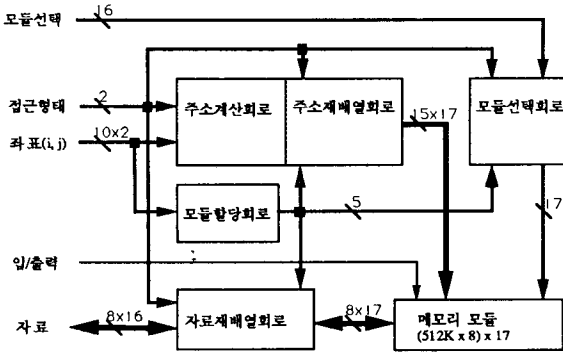 모듈선택
16
접근형태
2
주소계산회로
주소재배열회로
15x17
모듈선택회로
좌표(i, j)
10x2
모듈할당회로
5
17
입/출력
자료
8x16
자료재배열회로
8x17
메모리 모듈
(512K x 8) x 17